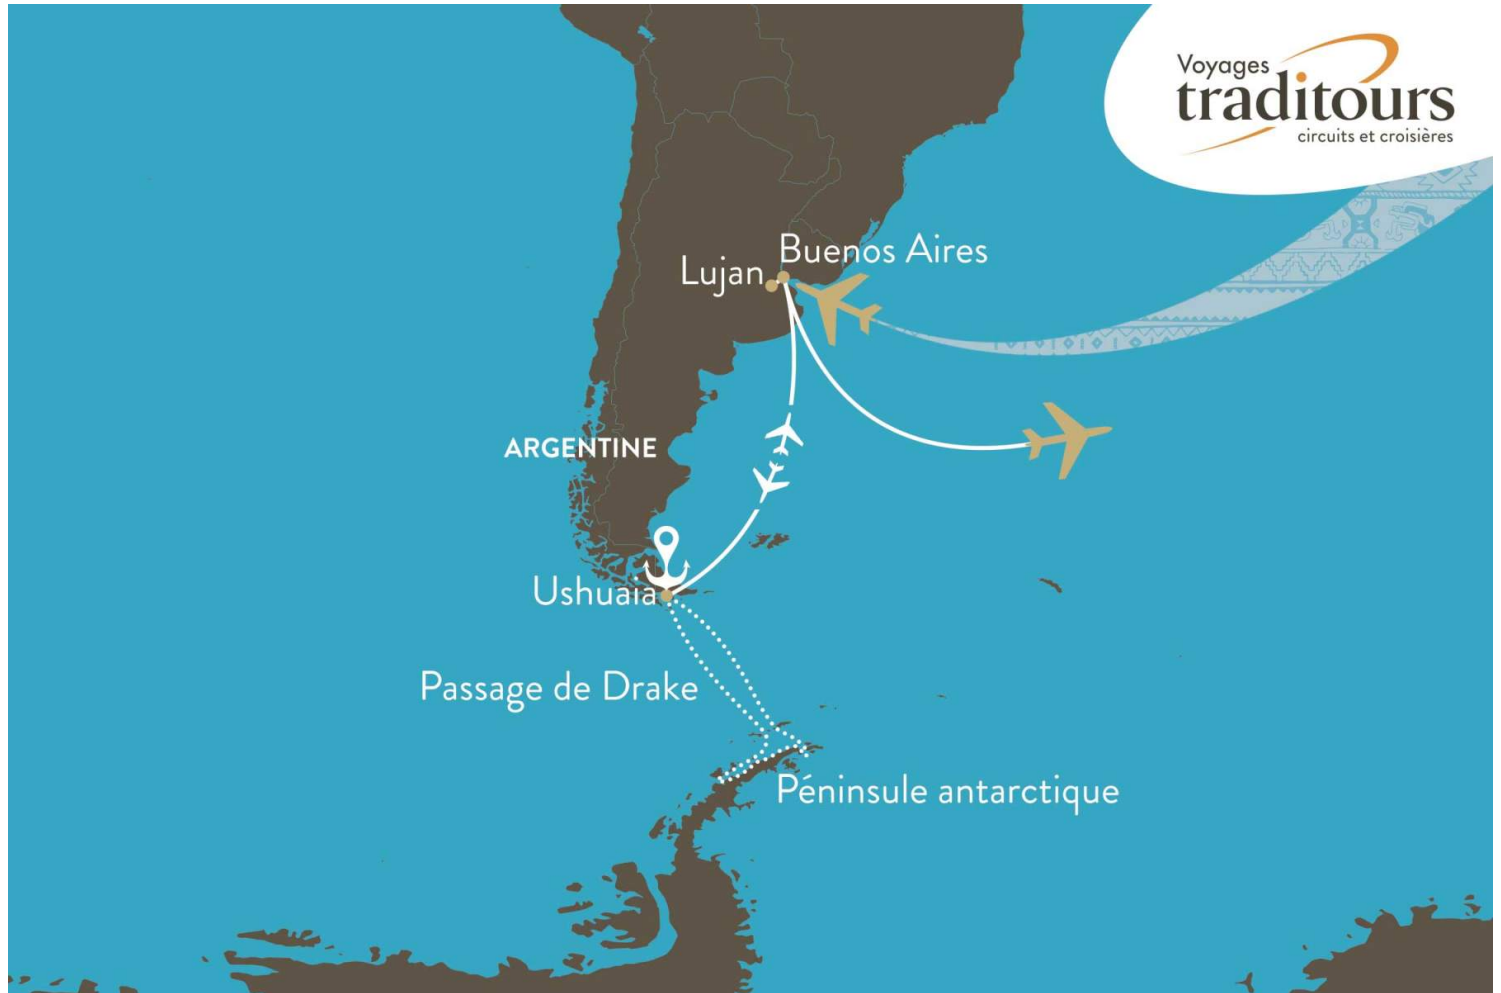 Voyages
traditours
circuits et croisières
Buenos Aires
Lujan
ARGENTINE
Ushuaia
Passage de Drake
Péninsule antarctique